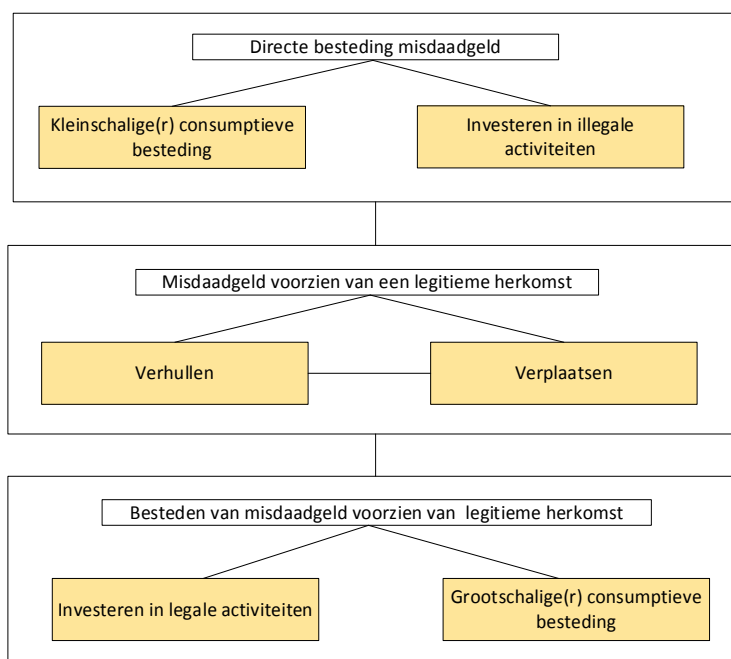 Directe besteding misdaadgeld
Kleinschalige(r) consumptieve
besteding
Investeren in illegale
activiteiten
Misdaadgeld voorzien van een legitieme herkomst
Verhullen
Verplaatsen
Besteden van misdaadgeld voorzien van legitieme herkomst
Investeren in legale activiteiten
Grootschalige(r) consumptieve
besteding